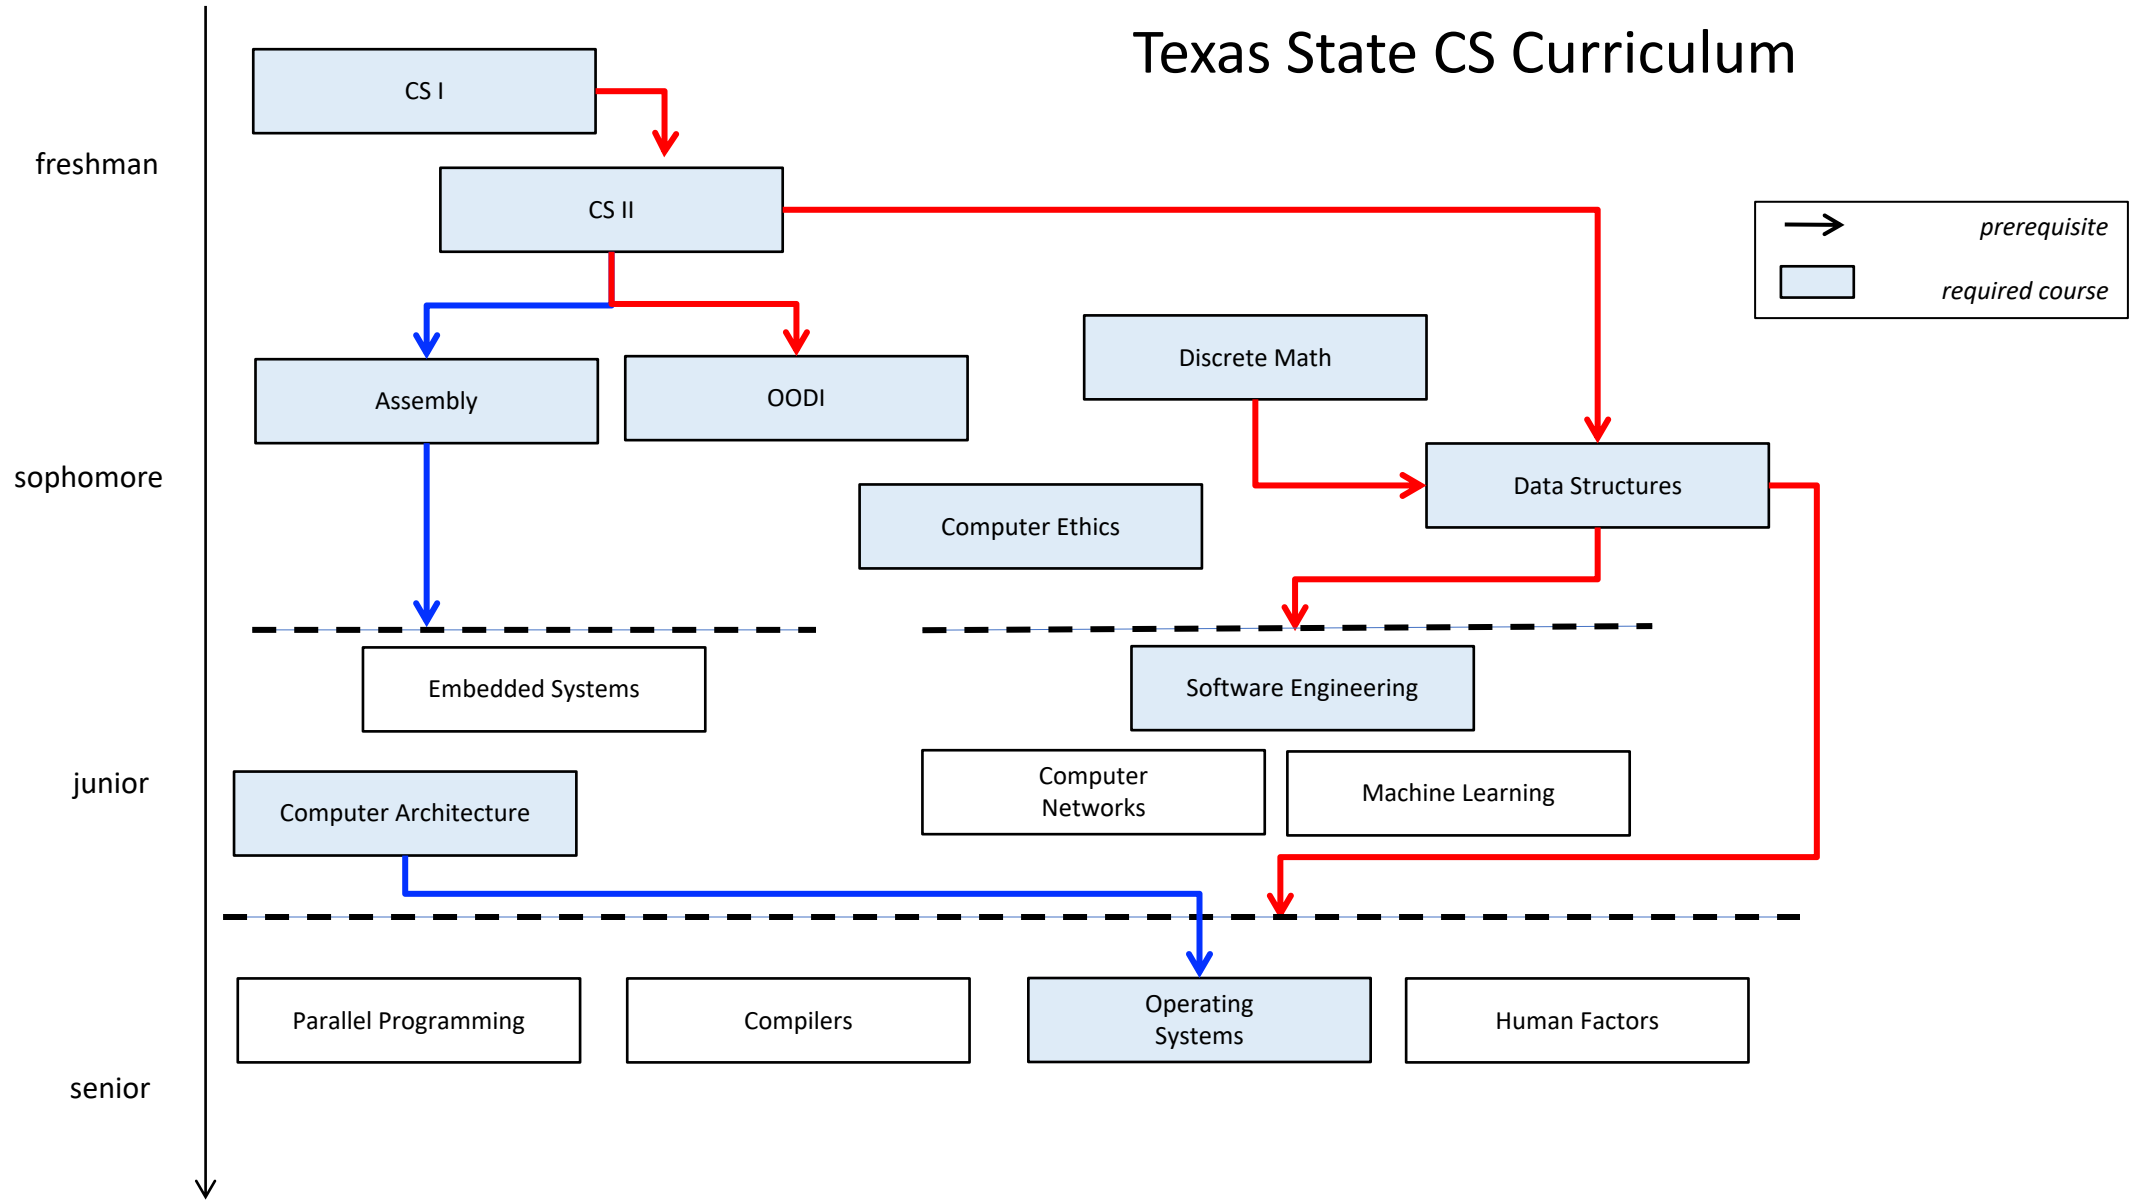 Texas State CS Curriculum
CS I
freshman
CS II
prerequisite
required course
Discrete Math
Assembly
OODI
sophomore
Data Structures
Computer Ethics
Embedded Systems
Software Engineering
junior
Computer Architecture
Computer
Networks
Machine Learning
Parallel Programming
Compilers
Operating
Systems
Human Factors
senior